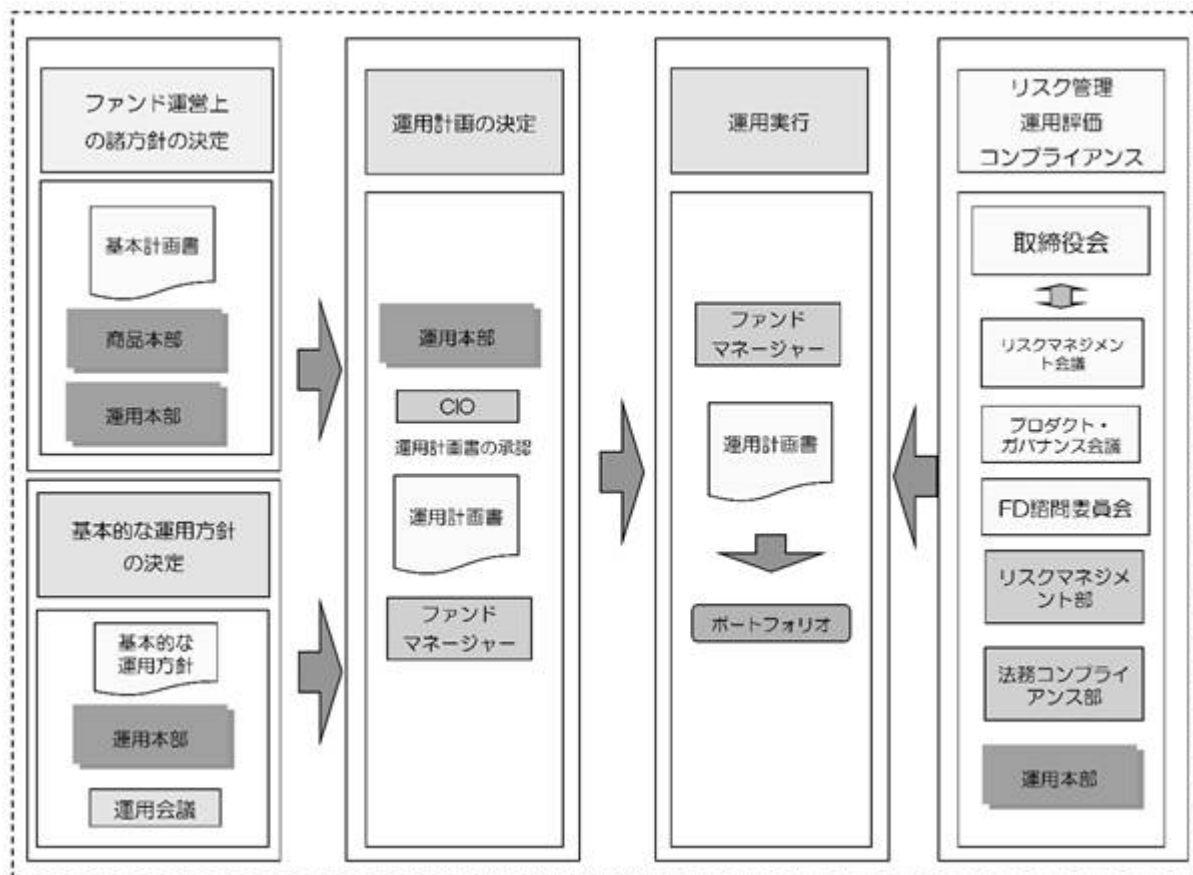 ファンド運営上
の諸方針の決定
基本計画書
商品本部
運用本部
基本的な運用方針
の決定
基本的な
運用方針
運用本部
運用会議
運用計画の決定
運用本部
CIO
運用計画書の承認
運用計画書
ファンド
マネージャー
運用実行
ファンド
マネージャー
運用計画書
ポートフォリオ
リスク管理
運用評価
コンプライアンス
取締役会
リスクマネジメン
ト会議
プロダクト・
ガバナンス会議
FD諮問委員会
リスクマネジメ
ント部
法務コンプライ
アンス部
運用本部